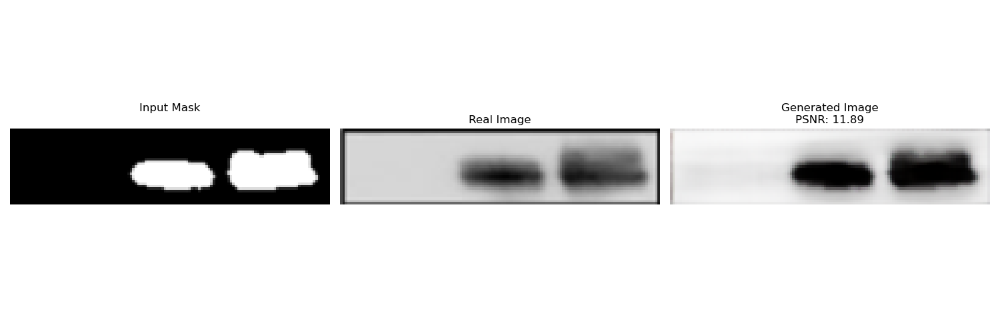 Input Mask
Real Image
Generated Image
PSNR: 11.89